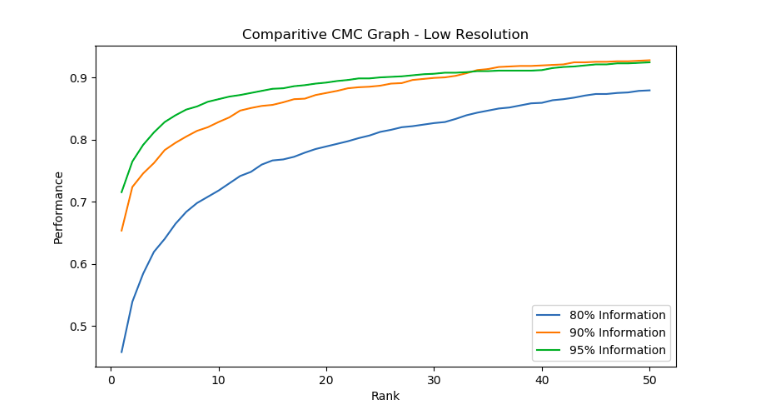 Comparitive CMC Graph - Low Resolution
Performance
0.9
0.8
0.7
0.6
0.5
0
10
20
30
40
50
Rank
80% Information
90% Information
95% Information